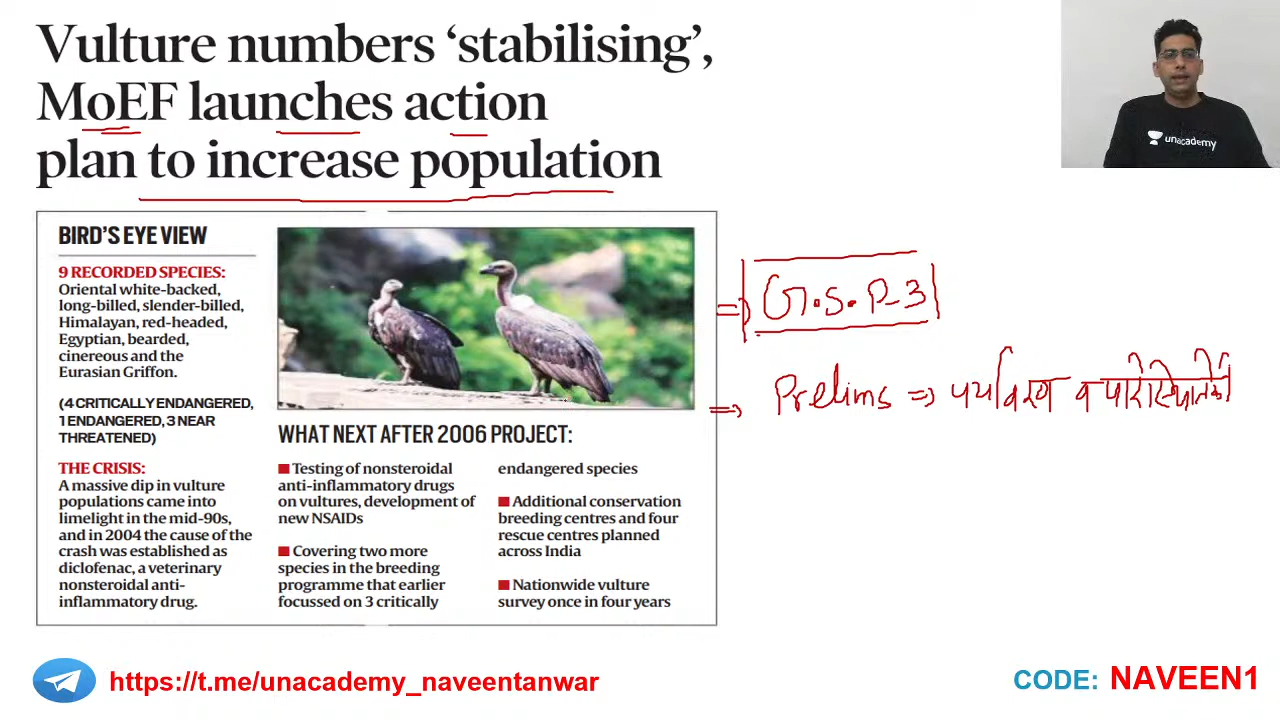 Vulture numbers ‘stabilising’,
MoEF launches action
plan to increase population
unacademy
BIRD’S EYE VIEW
9 RECORDED SPECIES:
Oriental white-backed,
long-billed, slender-billed,
Himalayan, red-headed,
Egyptian, bearded,
cinereous and the
Eurasian Griffon.
(4 CRITICALLY ENDANGERED,
1 ENDANGERED, 3 NEAR
THREATENED)
THE CRISIS:
A massive dip in vulture
populations came into
limelight in the mid-90s,
and in 2004 the cause of the
crash was established as
diclofenac, a veterinary
nonsteroidal anti-
inflammatory drug.
WHAT NEXT AFTER 2006 PROJECT:
Testing of nonsteroidal
anti-inflammatory drugs
on vultures, development of
new NSAIDs
Covering two more
species in the breeding
programme that earlier
focussed on 3 critically
endangered species
Additional conservation
breeding centres and four
rescue centres planned
across India
Nationwide vulture
survey once in four years
=> G.S. P-3
=> Prelims => पर्यावरण व पारिस्थितिकी
https://t.me/unacademy_naveentanwar
CODE: NAVEEN1